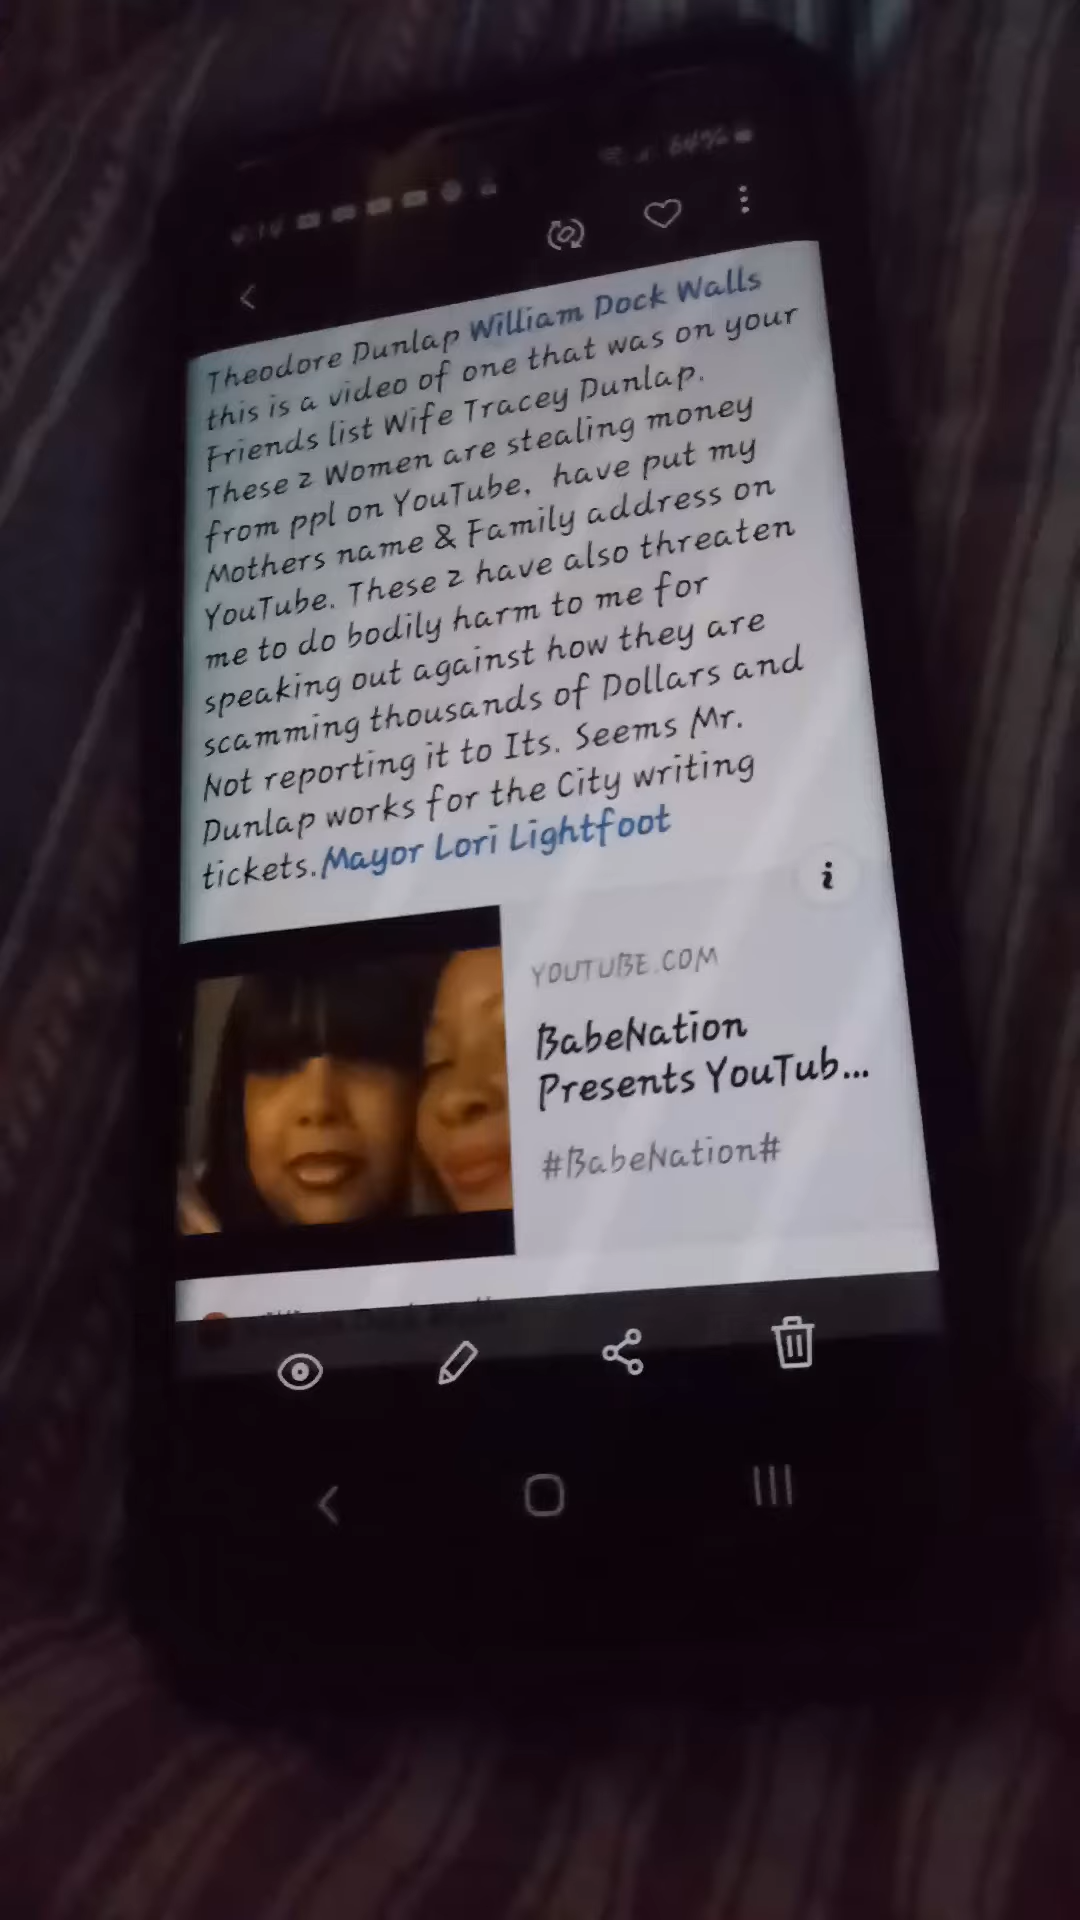 64%
Theodore Dunlap William Dock Walls
this is a video of one that was on your
Friends list Wife Tracey Dunlap.
These 2 Women are stealing money
from ppl on YouTube, have put my
Mothers name & Family address on
YouTube. These 2 have also threaten
me to do bodily harm to me for
speaking out against how they are
scamming thousands of Dollars and
Not reporting it to Its. Seems Mr.
Dunlap works for the City writing
tickets.Mayor Lori Lightfoot
i
YOUTUBE.COM
BabeNation
Presents YouTub...
#BabeNation#